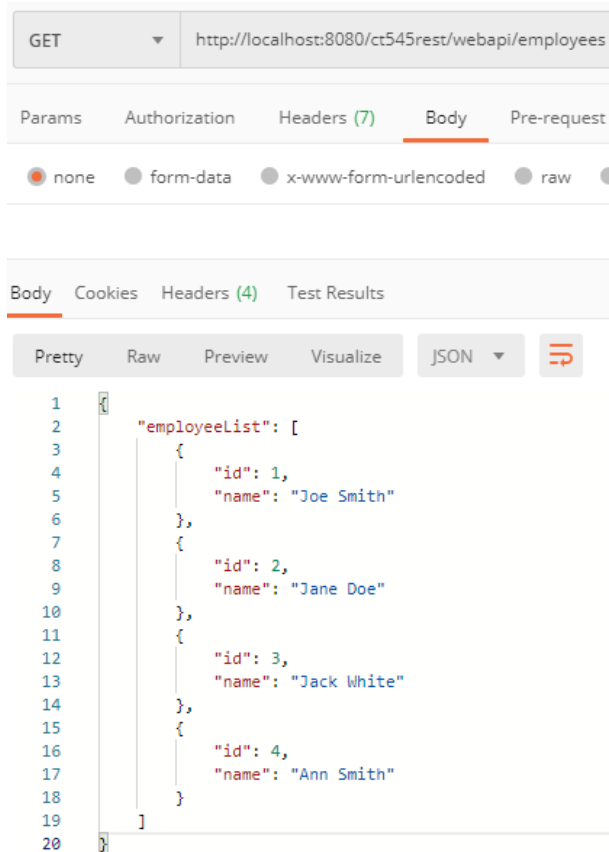 GET http://localhost:8080/ct545rest/webapi/employees
Params Authorization Headers (7) Body Pre-request
none form-data x-www-form-urlencoded raw
Body Cookies Headers (4) Test Results
Pretty Raw Preview Visualize JSON
1 {
2 "employeeList": [
3 {
4 "id": 1,
5 "name": "Joe Smith"
6 },
7 {
8 "id": 2,
9 "name": "Jane Doe"
10 },
11 {
12 "id": 3,
13 "name": "Jack White"
14 },
15 {
16 "id": 4,
17 "name": "Ann Smith"
18 }
19 ]
20 }